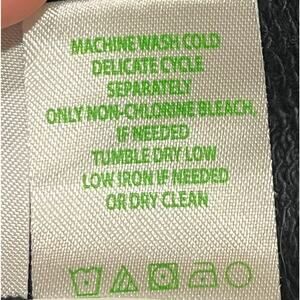 MACHINE WASH COLD
DELICATE CYCLE
SEPARATELY
ONLY NON-CHLORINE BLEACH,
IF NEEDED
TUMBLE DRY LOW
LOW IRON IF NEEDED
OR DRY CLEAN